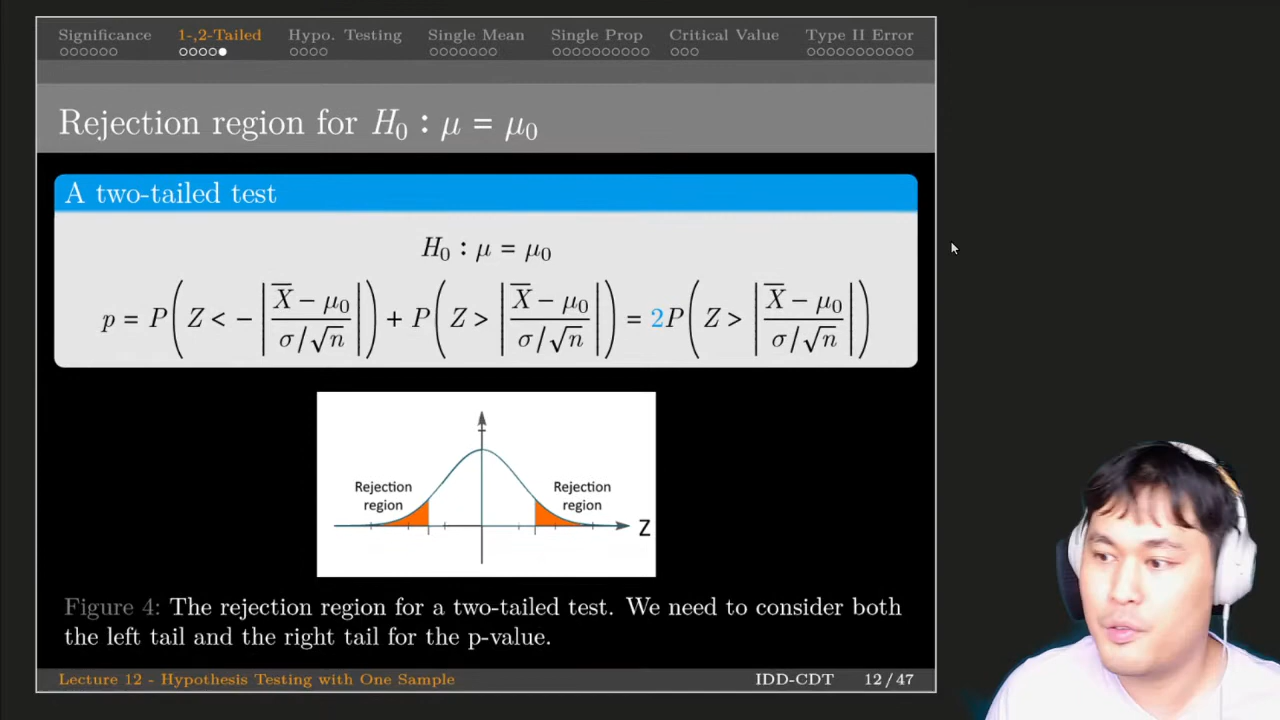 Significance 1-,2-Tailed Hypo. Testing Single Mean Single Prop Critical Value Type II Error
Rejection region for H₀ : μ = μ₀
A two-tailed test
H₀ : μ = μ₀
p = P(Z < −|(X̅ − μ₀)/(σ/√n)|) + P(Z > |(X̅ − μ₀)/(σ/√n)|) = 2P(Z > |(X̅ − μ₀)/(σ/√n)|)
Rejection region
Rejection region
Z
Figure 4: The rejection region for a two-tailed test. We need to consider both
the left tail and the right tail for the p-value.
Lecture 12 - Hypothesis Testing with One Sample IDD-CDT 12/47